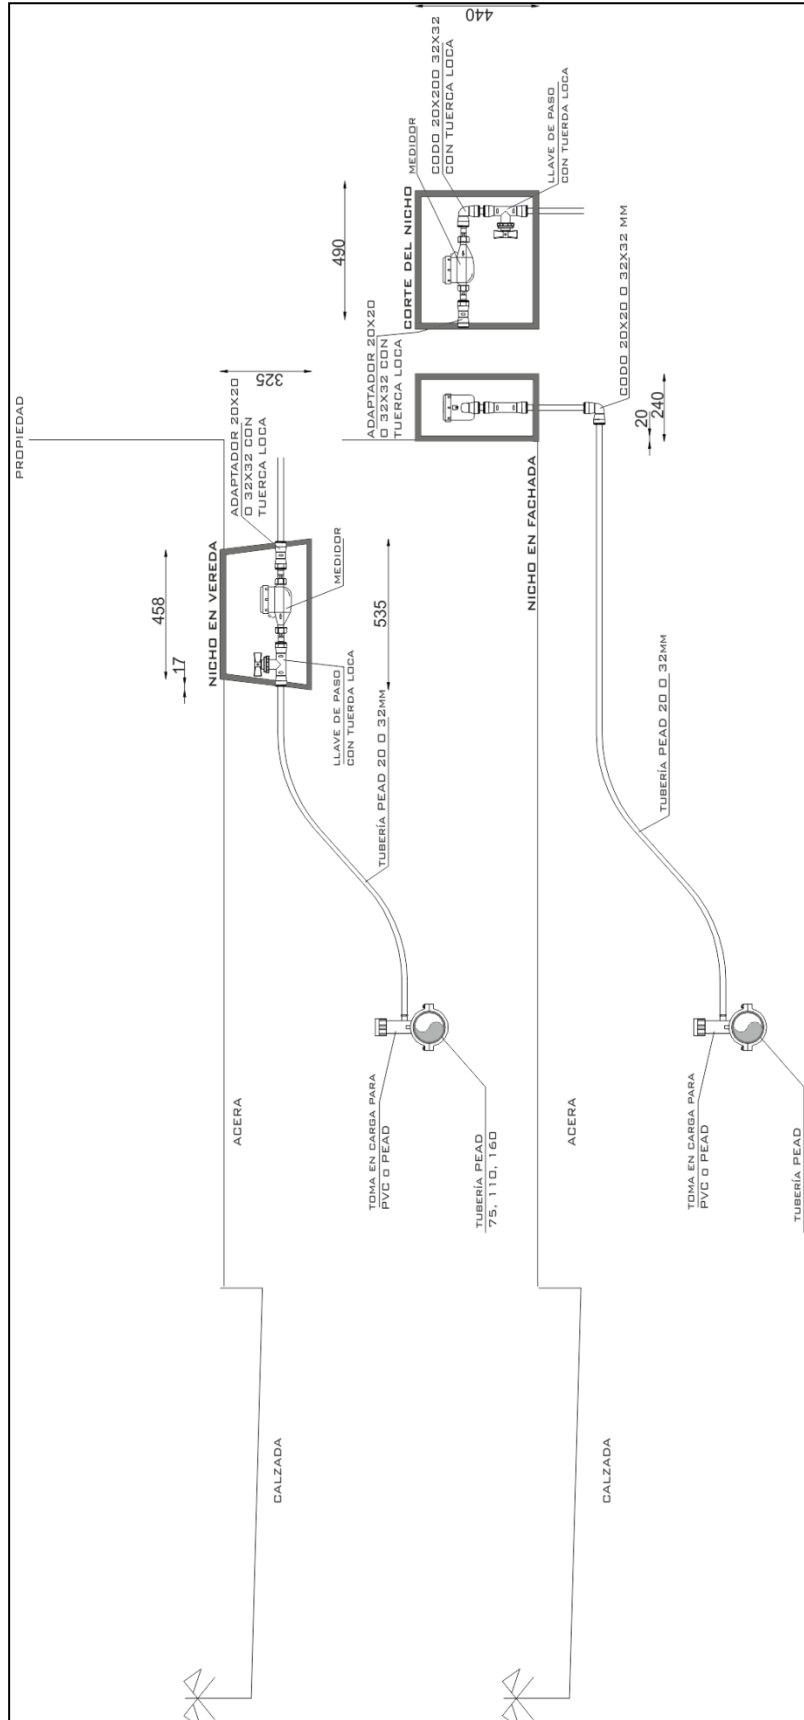 PROPIEDAD
325
ADAPTADOR 20X20
O 32X32 CON
TUERCA LOCA
NICHO EN VEREDA
458
17
MEDIDOR
535
LLAVE DE PASO
CON TUERDA LOCA
TUBERÍA PEAD 20 O 32MM
TOMA EN CARGA PARA
PVC O PEAD
TUBERÍA PEAD
75, 110, 160
ACERA
CALZADA
440
CODO 20X20O 32X32
CON TUERCA LOCA
MEDIDOR
LLAVE DE PASO
CON TUERDA LOCA
490
CORTE DEL NICHO
ADAPTADOR 20X20
O 32X32 CON
TUERCA LOCA
CODO 20X20 O 32X32 MM
20
240
NICHO EN FACHADA
TUBERÍA PEAD 20 O 32MM
TOMA EN CARGA PARA
PVC O PEAD
TUBERÍA PEAD
ACERA
CALZADA